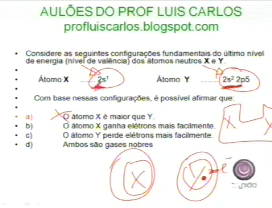 AULÕES DO PROF LUIS CARLOS
profluiscarlos.blogspot.com
• Considere as seguintes configurações fundamentais do último nível
de energia (nível de valência) dos átomos neutros X e Y.
Átomo X ....... 2s¹ Átomo Y ....... 2s² 2p5
• Com base nessas configurações, é possível afirmar que:
• a) O átomo X é maior que Y.
• b) O átomo X ganha elétrons mais facilmente.
• c) O átomo Y perde elétrons mais facilmente.
• d) Ambos são gases nobres
X Y
X Y e⁻